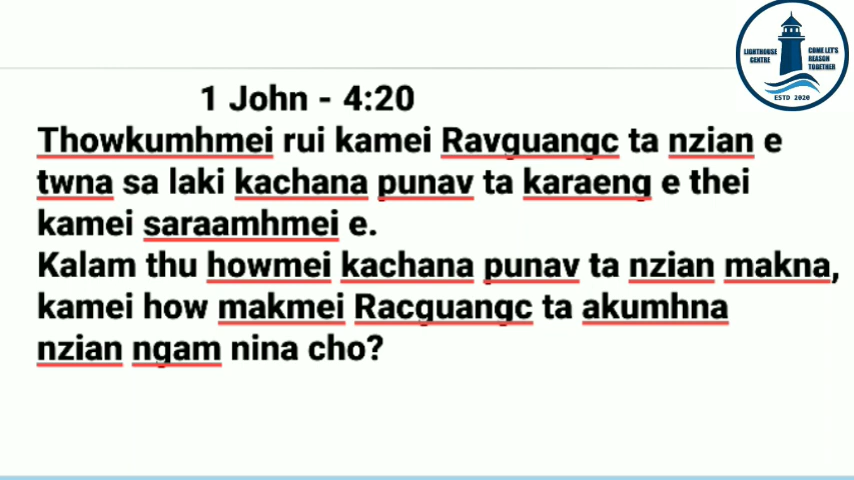 LIGHTHOUSE CENTRE
COME LET'S REASON TOGETHER
ESTD 2020
1 John - 4:20
Thowkumhmei rui kamei Ravguangc ta nzian e
twna sa laki kachana punav ta karaeng e thei
kamei saraamhmei e.
Kalam thu howmei kachana punav ta nzian makna,
kamei how makmei Racguangc ta akumhna
nzian ngam nina cho?